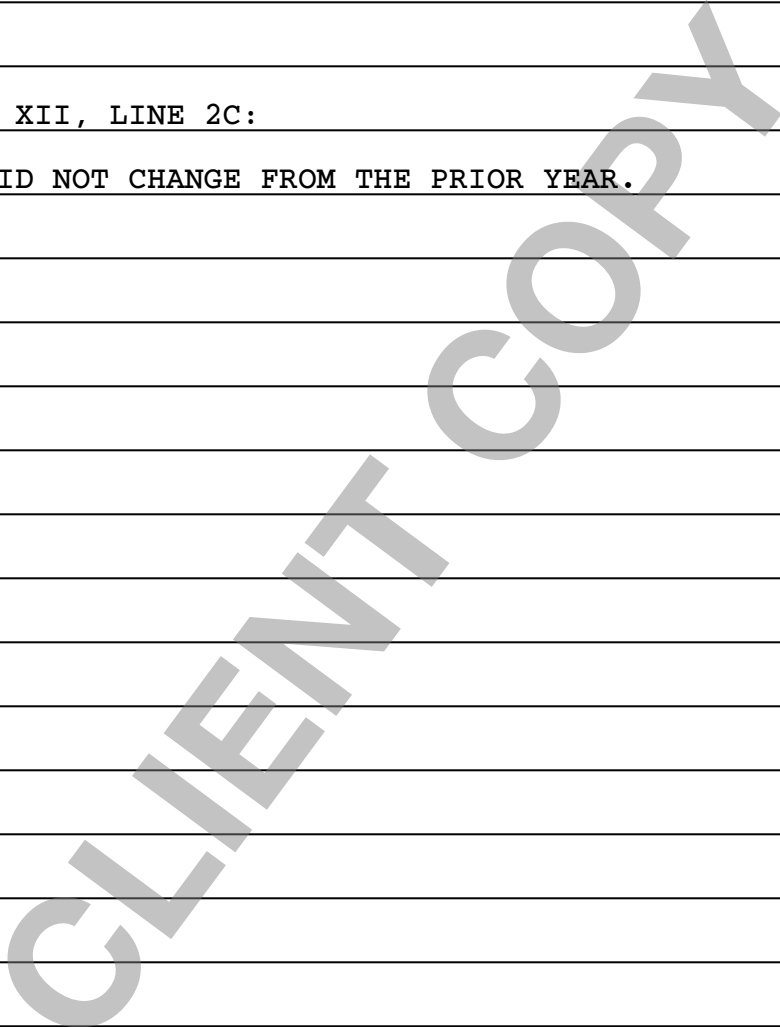 XII, LINE 2C:
ID NOT CHANGE FROM THE PRIOR YEAR.
CLIENT COPY